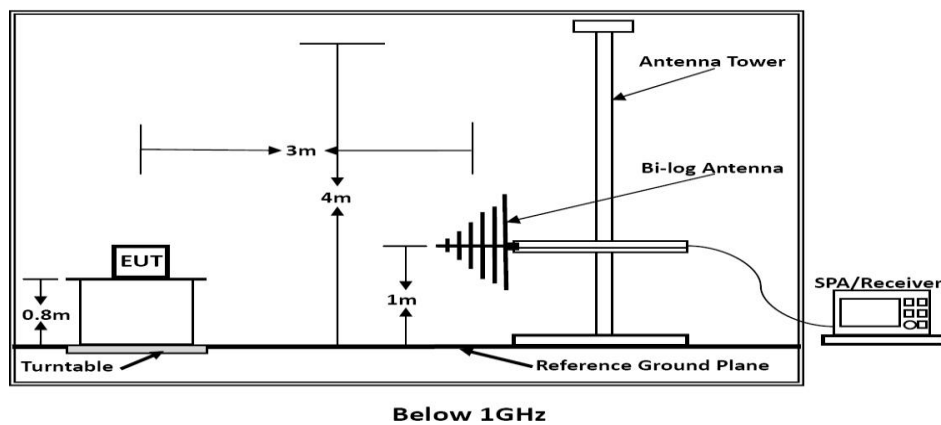 Antenna Tower
3m
Bi-log Antenna
4m
EUT
SPA/Receiver
0.8m
1m
Turntable
Reference Ground Plane
Below 1GHz